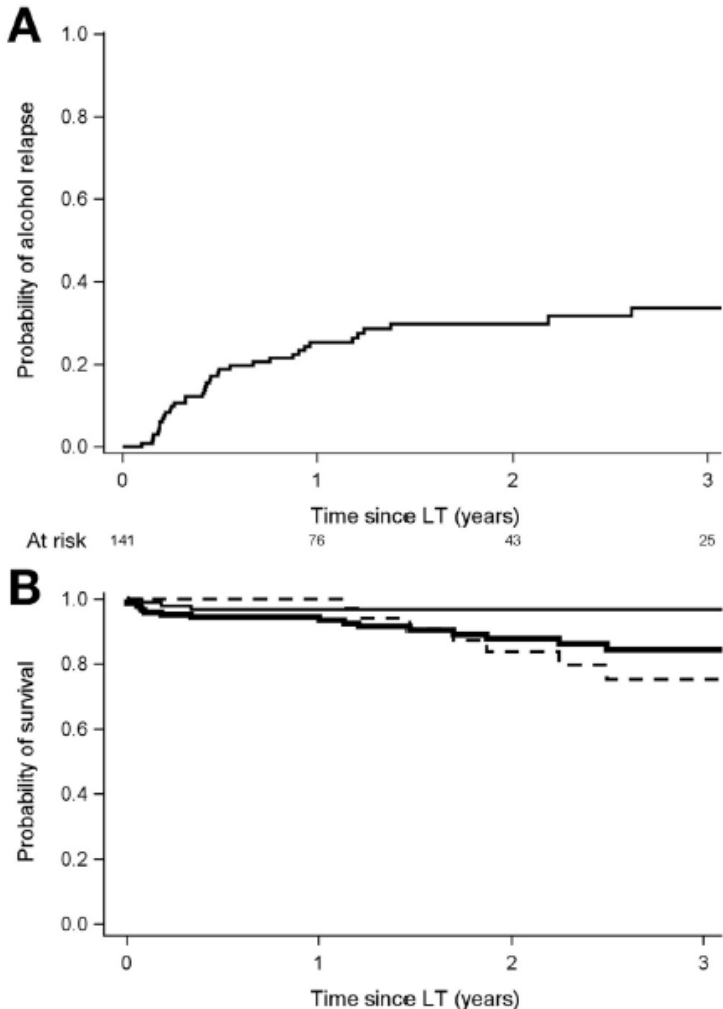 A
Probability of alcohol relapse
1.0
0.8
0.6
0.4
0.2
0.0
0 1 2 3
Time since LT (years)
At risk 141 76 43 25
B
Probability of survival
1.0
0.8
0.6
0.4
0.2
0.0
0 1 2 3
Time since LT (years)